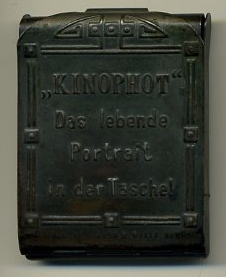 „KINOPHOT“
Das lebende
Portrait
in der Tasche!